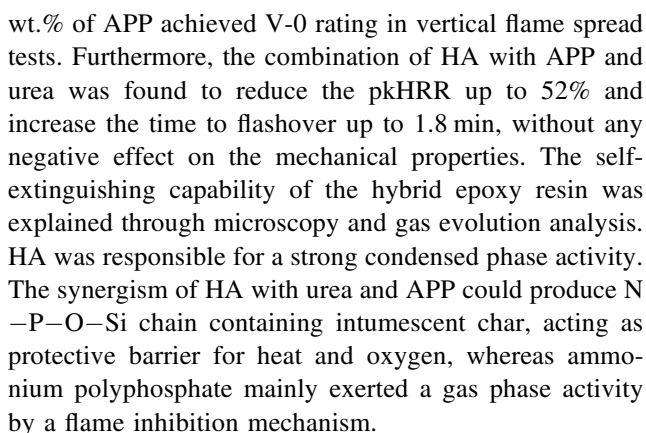 wt.% of APP achieved V-0 rating in vertical flame spread
tests. Furthermore, the combination of HA with APP and
urea was found to reduce the pkHRR up to 52% and
increase the time to flashover up to 1.8 min, without any
negative effect on the mechanical properties. The self-
extinguishing capability of the hybrid epoxy resin was
explained through microscopy and gas evolution analysis.
HA was responsible for a strong condensed phase activity.
The synergism of HA with urea and APP could produce N
−P−O−Si chain containing intumescent char, acting as
protective barrier for heat and oxygen, whereas ammo-
nium polyphosphate mainly exerted a gas phase activity
by a flame inhibition mechanism.